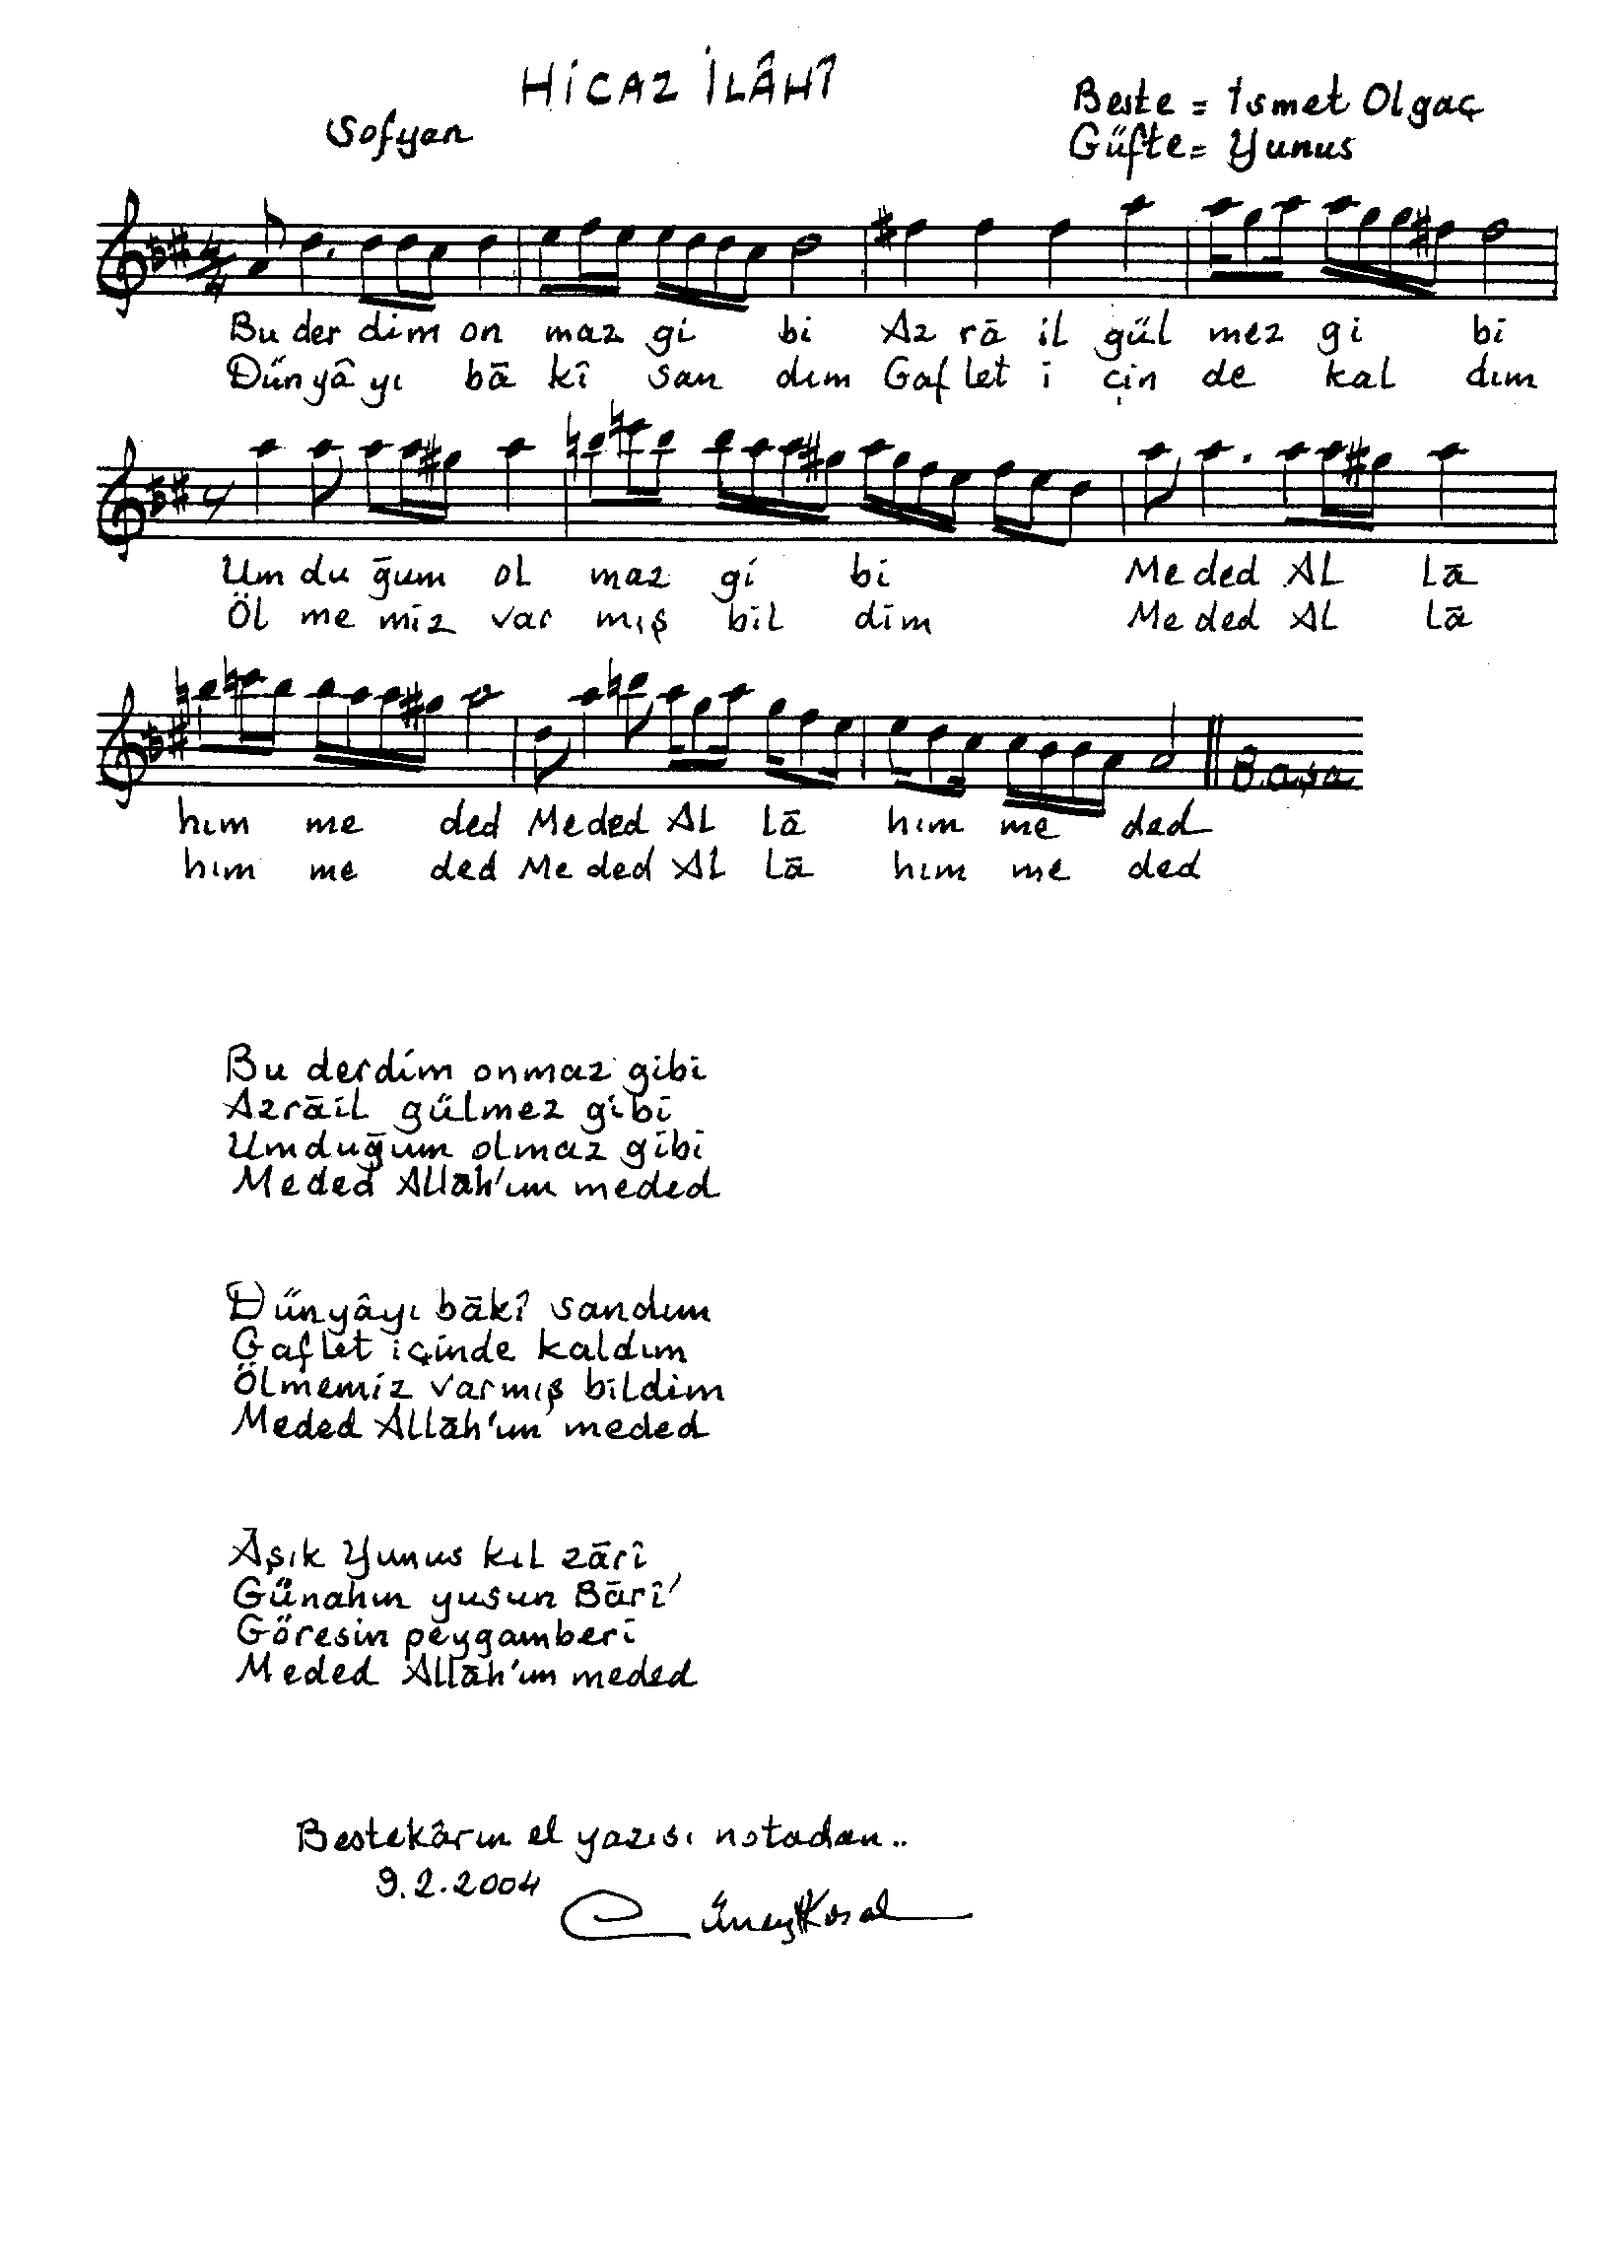 HİCAZ İLÂHÎ
Sofyan
Beste = İsmet Olgaç
Güfte = Yunus
Bu der dim on maz gi bi Az rā il gül mez gi bi
Dünyâ yı bā kî san dım Gaf let i çin de kal dım
Um du ğum ol maz gi bi Me ded AL Lā
Öl me miz var mış bil dim Me ded AL Lā
B.aşa
hım me ded Me ded AL Lā hım me ded
hım me ded Me ded AL Lā hım me ded
Bu derdim onmaz gibi
Azrāil gülmez gibi
Umduğum olmaz gibi
Meded Allāh'ım meded
Dünyâyı bākî sandım
Gaflet içinde kaldım
Ölmemiz varmış bildim
Meded Allāh'ım meded
Āşık Yunus kıl zārî
Günahın yusun Bārî'
Göresin peygamberi
Meded Allāh'ım meded
Bestekârın el yazısı notadan..
9.2.2004